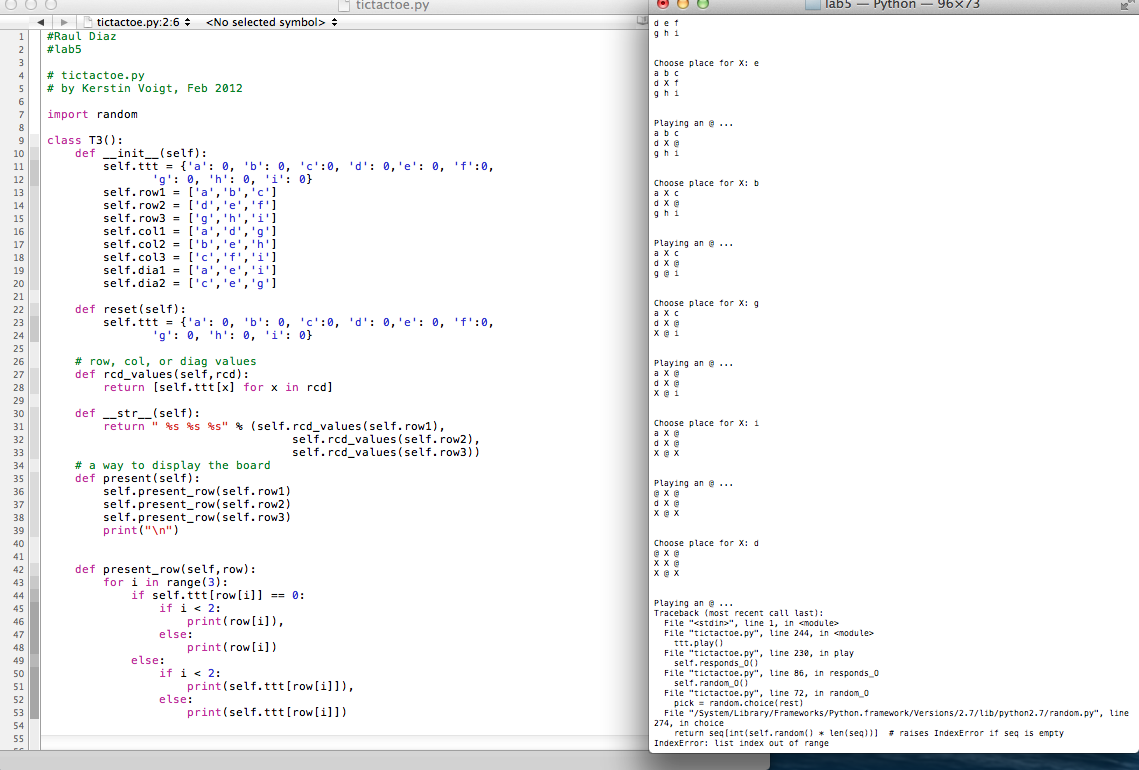 tictactoe.py
tictactoe.py:2:6 <No selected symbol>
1 #Raul Diaz
2 #lab5
3
4 # tictactoe.py
5 # by Kerstin Voigt, Feb 2012
6
7 import random
8
9 class T3():
10 def __init__(self):
11 self.ttt = {'a': 0, 'b': 0, 'c':0, 'd': 0,'e': 0, 'f':0,
12 'g': 0, 'h': 0, 'i': 0}
13 self.row1 = ['a','b','c']
14 self.row2 = ['d','e','f']
15 self.row3 = ['g','h','i']
16 self.col1 = ['a','d','g']
17 self.col2 = ['b','e','h']
18 self.col3 = ['c','f','i']
19 self.dia1 = ['a','e','i']
20 self.dia2 = ['c','e','g']
21
22 def reset(self):
23 self.ttt = {'a': 0, 'b': 0, 'c':0, 'd': 0,'e': 0, 'f':0,
24 'g': 0, 'h': 0, 'i': 0}
25
26 # row, col, or diag values
27 def rcd_values(self,rcd):
28 return [self.ttt[x] for x in rcd]
29
30 def __str__(self):
31 return " %s %s %s" % (self.rcd_values(self.row1),
32 self.rcd_values(self.row2),
33 self.rcd_values(self.row3))
34 # a way to display the board
35 def present(self):
36 self.present_row(self.row1)
37 self.present_row(self.row2)
38 self.present_row(self.row3)
39 print("\n")
40
41
42 def present_row(self,row):
43 for i in range(3):
44 if self.ttt[row[i]] == 0:
45 if i < 2:
46 print(row[i]),
47 else:
48 print(row[i])
49 else:
50 if i < 2:
51 print(self.ttt[row[i]]),
52 else:
53 print(self.ttt[row[i]])
54
55
lab5 — Python — 96×73
d e f
g h i
Choose place for X: e
a b c
d X f
g h i
Playing an @ ...
a b c
d X @
g h i
Choose place for X: b
a X c
d X @
g h i
Playing an @ ...
a X c
d X @
g @ i
Choose place for X: g
a X c
d X @
X @ i
Playing an @ ...
a X @
d X @
X @ i
Choose place for X: i
a X @
d X @
X @ X
Playing an @ ...
@ X @
d X @
X @ X
Choose place for X: d
@ X @
X X @
X @ X
Playing an @ ...
Traceback (most recent call last):
File "<stdin>", line 1, in <module>
File "tictactoe.py", line 244, in <module>
ttt.play()
File "tictactoe.py", line 230, in play
self.responds_O()
File "tictactoe.py", line 86, in responds_O
self.random_O()
File "tictactoe.py", line 72, in random_O
pick = random.choice(rest)
File "/System/Library/Frameworks/Python.framework/Versions/2.7/lib/python2.7/random.py", line
274, in choice
return seq[int(self.random() * len(seq))] # raises IndexError if seq is empty
IndexError: list index out of range